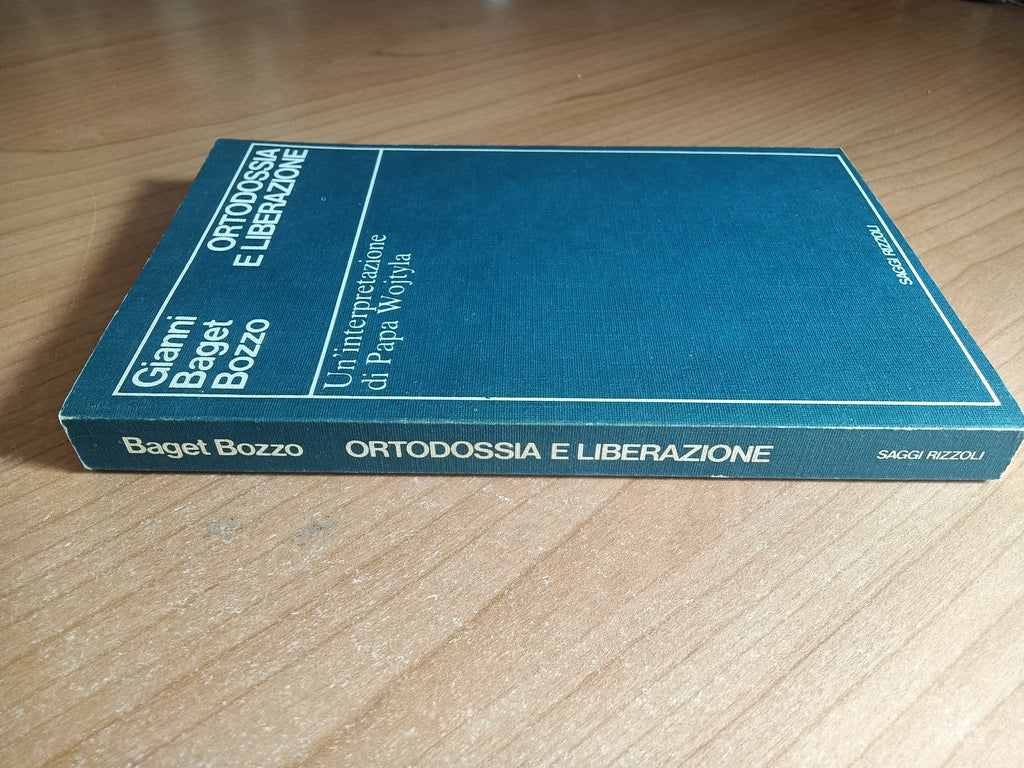 Gianni
Baget
Bozzo
ORTODOSSIA
E LIBERAZIONE
Un'interpretazione
di Papa Wojtyla
SAGGI RIZZOLI
Baget Bozzo ORTODOSSIA E LIBERAZIONE SAGGI RIZZOLI